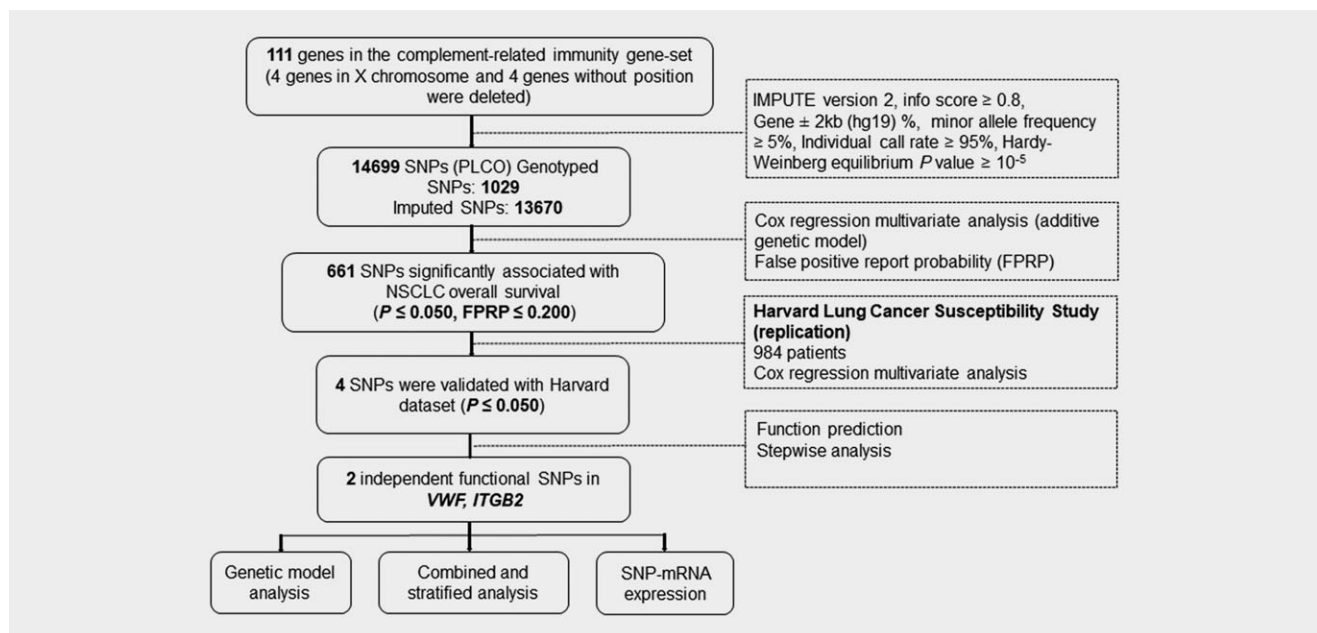 111 genes in the complement-related immunity gene-set
(4 genes in X chromosome and 4 genes without position
were deleted)
IMPUTE version 2, info score ≥ 0.8,
Gene ± 2kb (hg19) %, minor allele frequency
≥ 5%, Individual call rate ≥ 95%, Hardy-
Weinberg equilibrium P value ≥ 10-5
14699 SNPs (PLCO) Genotyped
SNPs: 1029
Imputed SNPs: 13670
Cox regression multivariate analysis (additive
genetic model)
False positive report probability (FPRP)
661 SNPs significantly associated with
NSCLC overall survival
(P ≤ 0.050, FPRP ≤ 0.200)
Harvard Lung Cancer Susceptibility Study
(replication)
984 patients
Cox regression multivariate analysis
4 SNPs were validated with Harvard
dataset (P ≤ 0.050)
Function prediction
Stepwise analysis
2 independent functional SNPs in
VWF, ITGB2
Genetic model
analysis
Combined and
stratified analysis
SNP-mRNA
expression